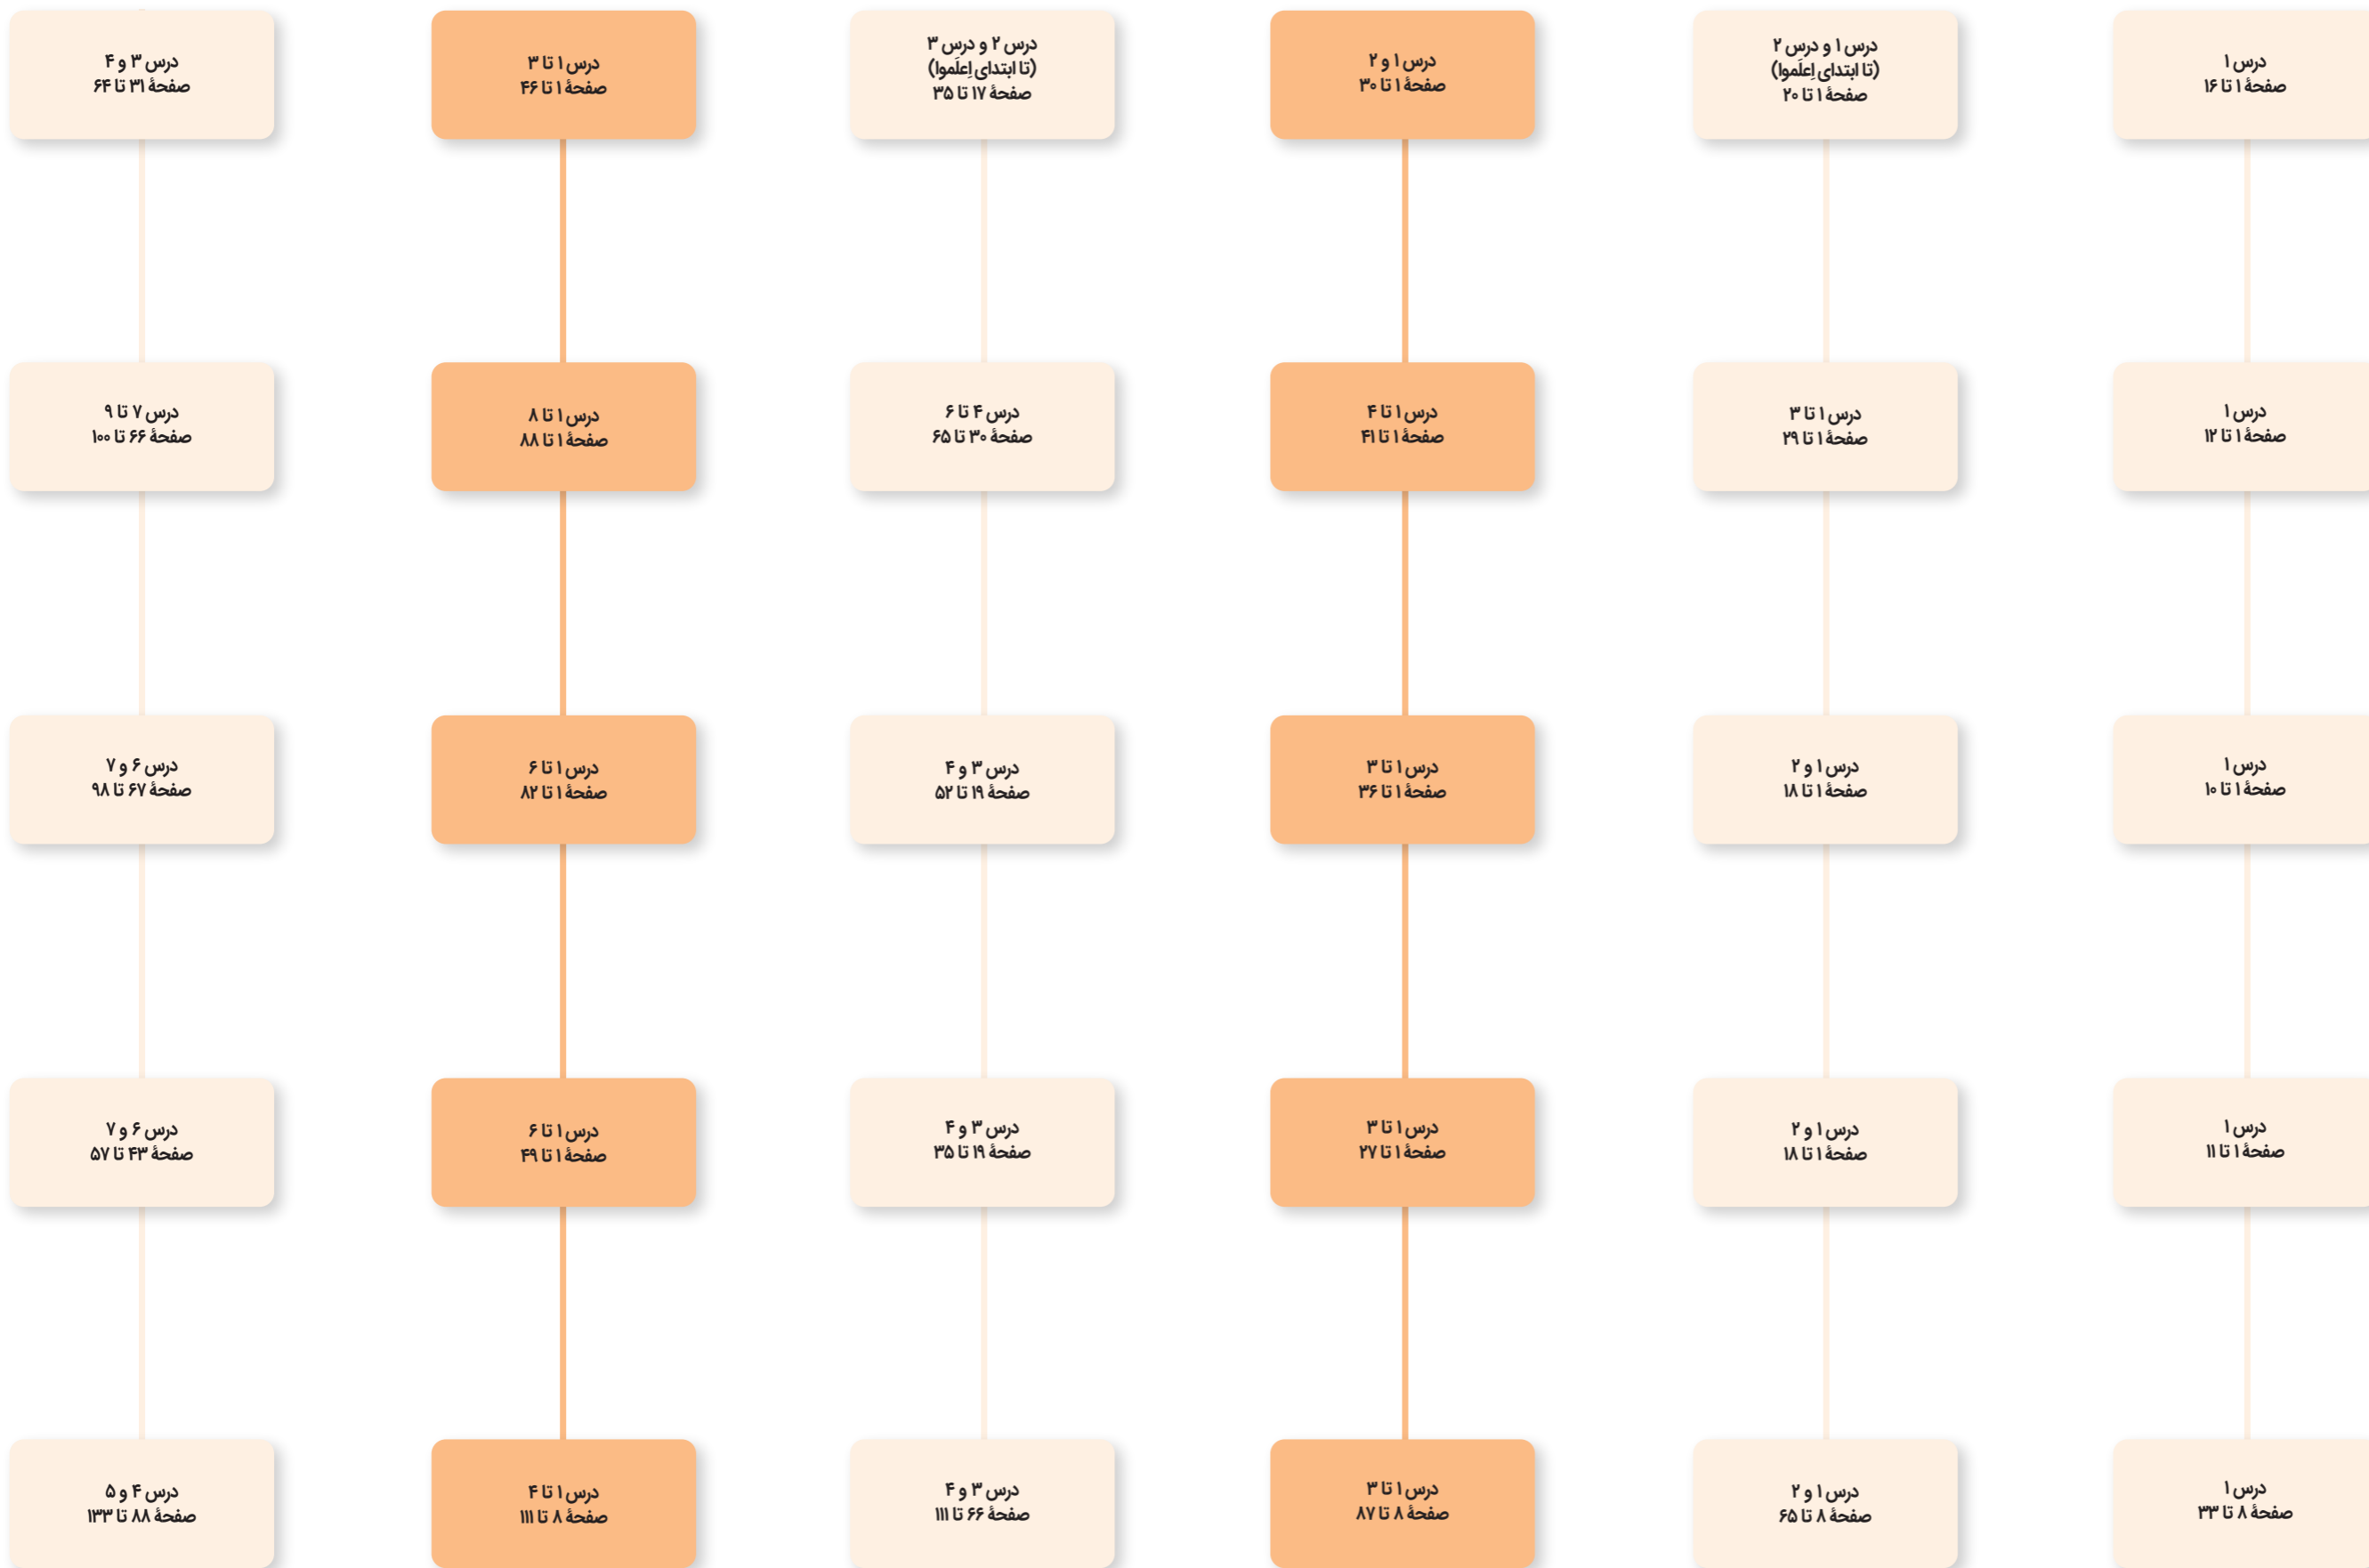 درس ۱
صفحهٔ ۱ تا ۱۶
درس ۱ و درس ۲
(تا ابتدای اِعلَموا)
صفحهٔ ۱ تا ۲۰
درس ۱ و ۲
صفحهٔ ۱ تا ۳۰
درس ۲ و درس ۳
(تا ابتدای اِعلَموا)
صفحهٔ ۱۷ تا ۳۵
درس ۱ تا ۳
صفحهٔ ۱ تا ۴۶
درس ۳ و ۴
صفحهٔ ۳۱ تا ۶۴
درس ۱
صفحهٔ ۱ تا ۱۲
درس ۱ تا ۳
صفحهٔ ۱ تا ۲۹
درس ۱ تا ۴
صفحهٔ ۱ تا ۴۱
درس ۴ تا ۶
صفحهٔ ۳۰ تا ۶۵
درس ۱ تا ۸
صفحهٔ ۱ تا ۸۸
درس ۷ تا ۹
صفحهٔ ۶۶ تا ۱۰۰
درس ۱
صفحهٔ ۱ تا ۱۰
درس ۱ و ۲
صفحهٔ ۱ تا ۱۸
درس ۱ تا ۳
صفحهٔ ۱ تا ۳۶
درس ۳ و ۴
صفحهٔ ۱۹ تا ۵۲
درس ۱ تا ۶
صفحهٔ ۱ تا ۸۲
درس ۶ و ۷
صفحهٔ ۶۷ تا ۹۸
درس ۱
صفحهٔ ۱ تا ۱۱
درس ۱ و ۲
صفحهٔ ۱ تا ۱۸
درس ۱ تا ۳
صفحهٔ ۱ تا ۲۷
درس ۳ و ۴
صفحهٔ ۱۹ تا ۳۵
درس ۱ تا ۶
صفحهٔ ۱ تا ۴۹
درس ۶ و ۷
صفحهٔ ۴۳ تا ۵۷
درس ۱
صفحهٔ ۸ تا ۳۳
درس ۱ و ۲
صفحهٔ ۸ تا ۶۵
درس ۱ تا ۳
صفحهٔ ۸ تا ۸۷
درس ۳ و ۴
صفحهٔ ۶۶ تا ۱۱۱
درس ۱ تا ۴
صفحهٔ ۸ تا ۱۱۱
درس ۴ و ۵
صفحهٔ ۸۸ تا ۱۳۳